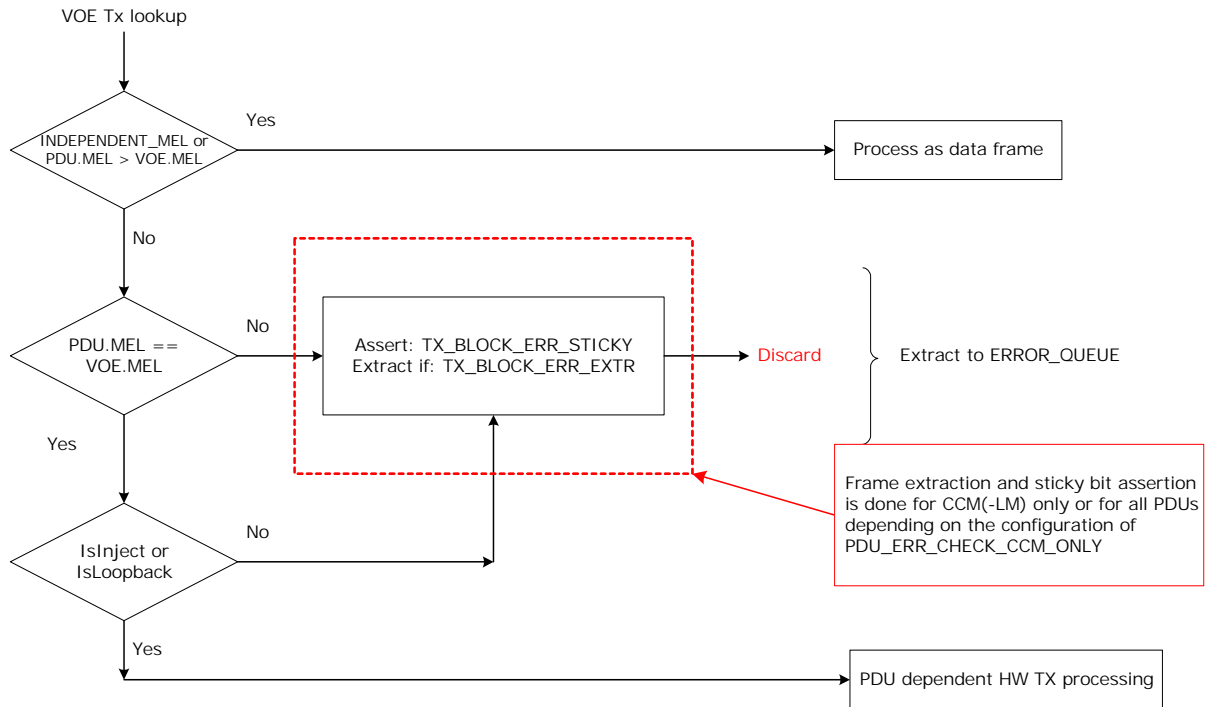 VOE Tx lookup
INDEPENDENT_MEL or
PDU.MEL > VOE.MEL
Yes
Process as data frame
No
PDU.MEL ==
VOE.MEL
No
Assert: TX_BLOCK_ERR_STICKY
Extract if: TX_BLOCK_ERR_EXTR
Discard
Extract to ERROR_QUEUE
Yes
Frame extraction and sticky bit assertion
is done for CCM(-LM) only or for all PDUs
depending on the configuration of
PDU_ERR_CHECK_CCM_ONLY
IsInject or
IsLoopback
No
Yes
PDU dependent HW TX processing